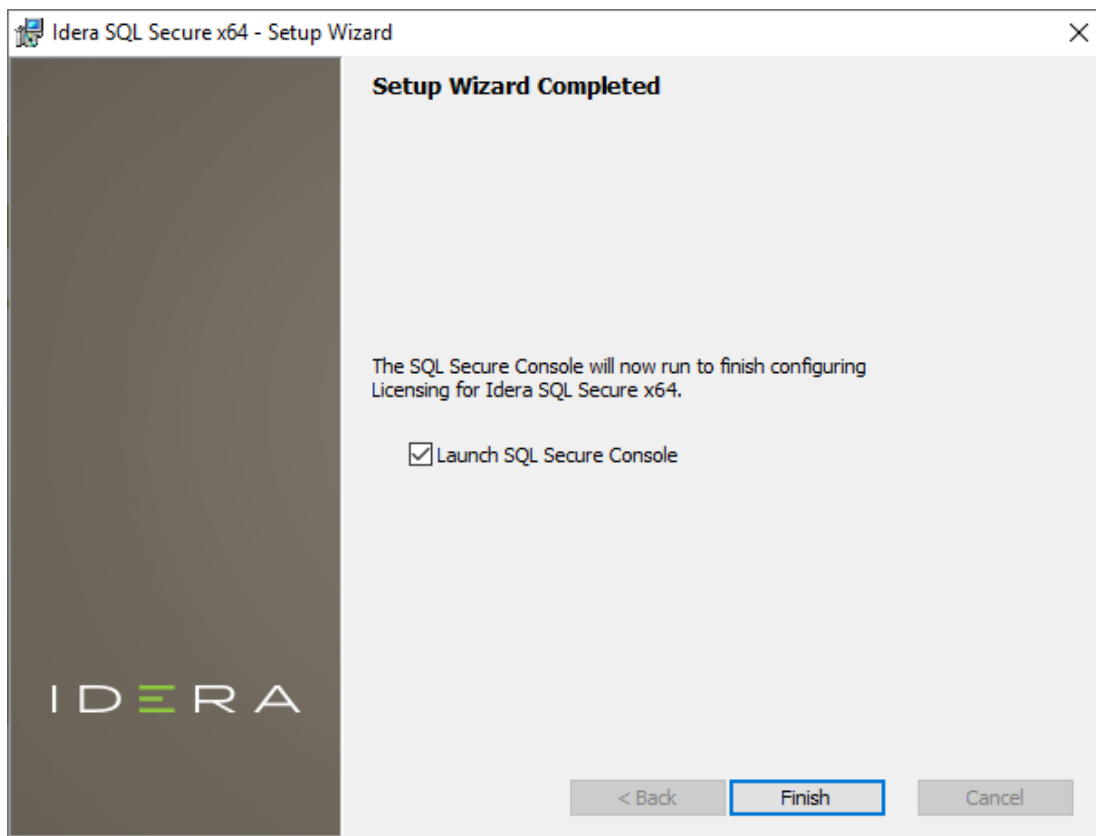 Idera SQL Secure x64 - Setup Wizard
Setup Wizard Completed
The SQL Secure Console will now run to finish configuring
Licensing for Idera SQL Secure x64.
Launch SQL Secure Console
IDERA
< Back
Finish
Cancel